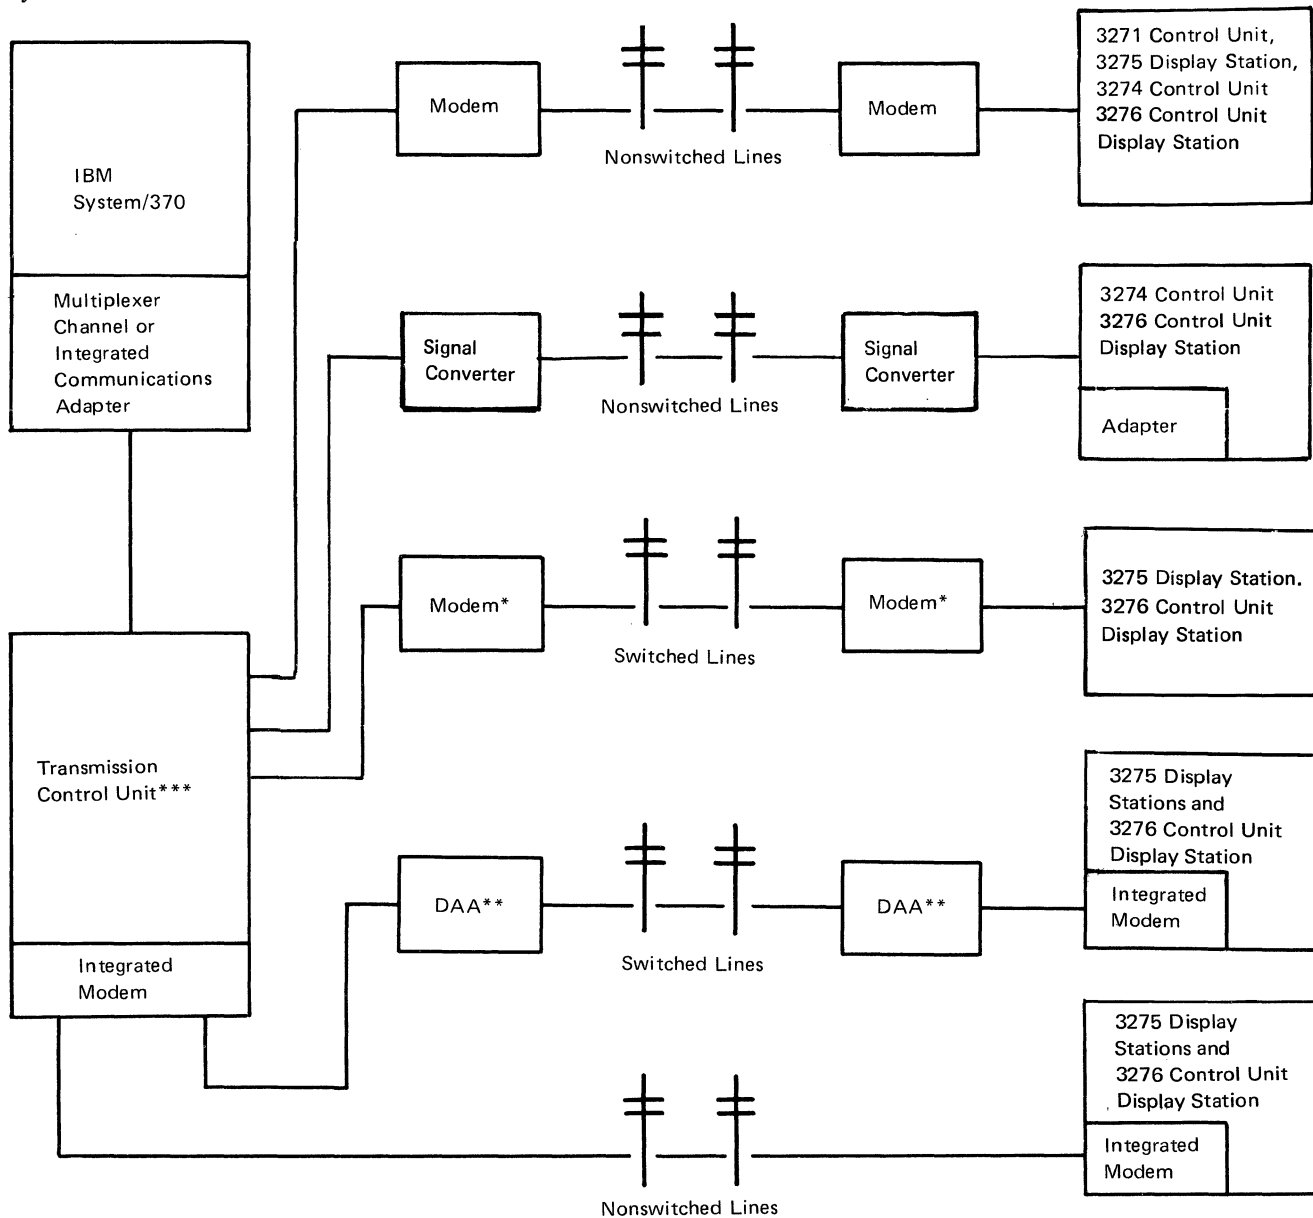 IBM
System/370
Multiplexer
Channel or
Integrated
Communications
Adapter
Transmission
Control Unit***
Integrated
Modem
Modem
Nonswitched Lines
Modem
3271 Control Unit,
3275 Display Station,
3274 Control Unit
3276 Control Unit
Display Station
Signal
Converter
Nonswitched Lines
Signal
Converter
3274 Control Unit
3276 Control Unit
Display Station
Adapter
Modem*
Switched Lines
Modem*
3275 Display Station.
3276 Control Unit
Display Station
DAA**
Switched Lines
DAA**
3275 Display
Stations and
3276 Control Unit
Display Station
Integrated
Modem
Nonswitched Lines
3275 Display
Stations and
3276 Control Unit
Display Station
Integrated
Modem